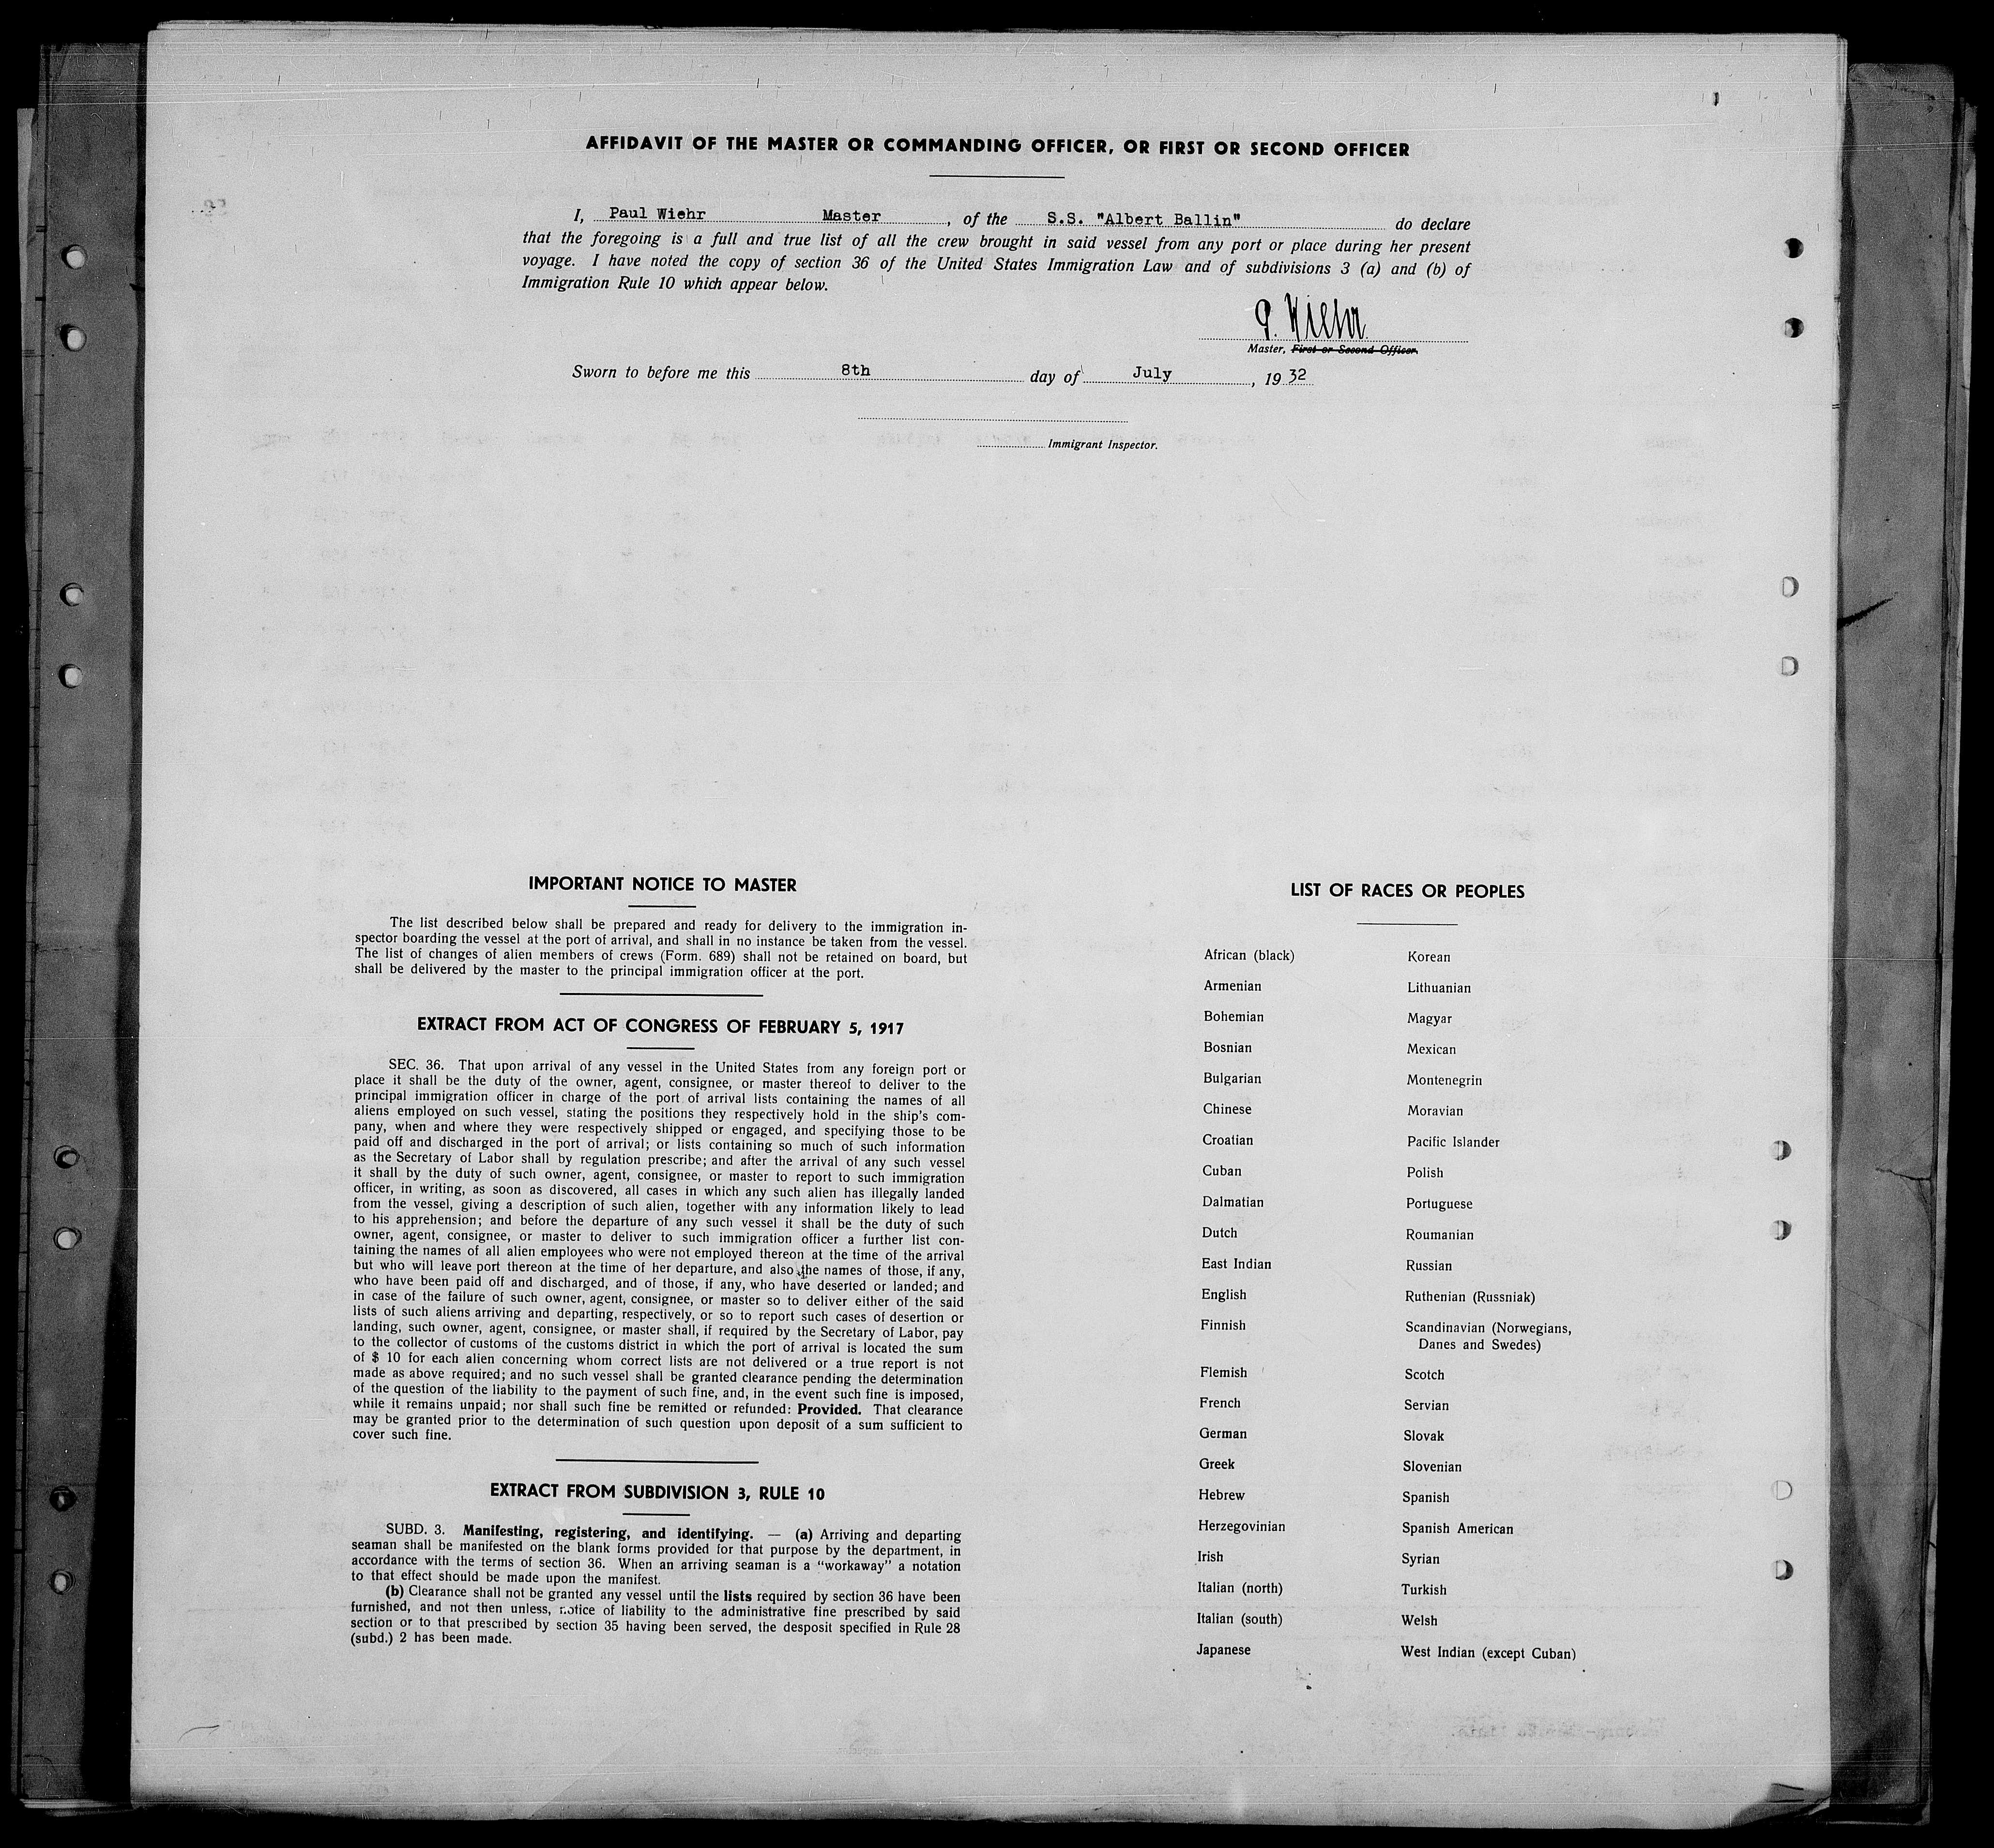 AFFIDAVIT OF THE MASTER OR COMMANDING OFFICER, OR FIRST OR SECOND OFFICER
I, Paul Wiehr Master, of the S.S. "Albert Ballin" do declare
that the foregoing is a full and true list of all the crew brought in said vessel from any port or place during her present
voyage. I have noted the copy of section 36 of the United States Immigration Law and of subdivisions 3 (a) and (b) of
Immigration Rule 10 which appear below.
P. Wiehr
Master, First or Second Officer.
Sworn to before me this 8th day of July, 1932
Immigrant Inspector.
IMPORTANT NOTICE TO MASTER
The list described below shall be prepared and ready for delivery to the immigration in-
spector boarding the vessel at the port of arrival, and shall in no instance be taken from the vessel.
The list of changes of alien members of crews (Form. 689) shall not be retained on board, but
shall be delivered by the master to the principal immigration officer at the port.
EXTRACT FROM ACT OF CONGRESS OF FEBRUARY 5, 1917
SEC. 36. That upon arrival of any vessel in the United States from any foreign port or
place it shall be the duty of the owner, agent, consignee, or master thereof to deliver to the
principal immigration officer in charge of the port of arrival lists containing the names of all
aliens employed on such vessel, stating the positions they respectively hold in the ship's com-
pany, when and where they were respectively shipped or engaged, and specifying those to be
paid off and discharged in the port of arrival; or lists containing so much of such information
as the Secretary of Labor shall by regulation prescribe; and after the arrival of any such vessel
it shall by the duty of such owner, agent, consignee, or master to report to such immigration
officer, in writing, as soon as discovered, all cases in which any such alien has illegally landed
from the vessel, giving a description of such alien, together with any information likely to lead
to his apprehension; and before the departure of any such vessel it shall be the duty of such
owner, agent, consignee, or master to deliver to such immigration officer a further list con-
taining the names of all alien employees who were not employed thereon at the time of the arrival
but who will leave port thereon at the time of her departure, and also the names of those, if any,
who have been paid off and discharged, and of those, if any, who have deserted or landed; and
in case of the failure of such owner, agent, consignee, or master so to deliver either of the said
lists of such aliens arriving and departing, respectively, or so to report such cases of desertion or
landing, such owner, agent, consignee, or master shall, if required by the Secretary of Labor, pay
to the collector of customs of the customs district in which the port of arrival is located the sum
of $ 10 for each alien concerning whom correct lists are not delivered or a true report is not
made as above required; and no such vessel shall be granted clearance pending the determination
of the question of the liability to the payment of such fine, and, in the event such fine is imposed,
while it remains unpaid; nor shall such fine be remitted or refunded: Provided. That clearance
may be granted prior to the determination of such question upon deposit of a sum sufficient to
cover such fine.
EXTRACT FROM SUBDIVISION 3, RULE 10
SUBD. 3. Manifesting, registering, and identifying. — (a) Arriving and departing
seaman shall be manifested on the blank forms provided for that purpose by the department, in
accordance with the terms of section 36. When an arriving seaman is a "workaway" a notation
to that effect should be made upon the manifest.
(b) Clearance shall not be granted any vessel until the lists required by section 36 have been
furnished, and not then unless, notice of liability to the administrative fine prescribed by said
section or to that prescribed by section 35 having been served, the desposit specified in Rule 28
(subd.) 2 has been made.
LIST OF RACES OR PEOPLES
African (black)
Armenian
Bohemian
Bosnian
Bulgarian
Chinese
Croatian
Cuban
Dalmatian
Dutch
East Indian
English
Finnish
Flemish
French
German
Greek
Hebrew
Herzegovinian
Irish
Italian (north)
Italian (south)
Japanese
Korean
Lithuanian
Magyar
Mexican
Montenegrin
Moravian
Pacific Islander
Polish
Portuguese
Roumanian
Russian
Ruthenian (Russniak)
Scandinavian (Norwegians,
Danes and Swedes)
Scotch
Servian
Slovak
Slovenian
Spanish
Spanish American
Syrian
Turkish
Welsh
West Indian (except Cuban)